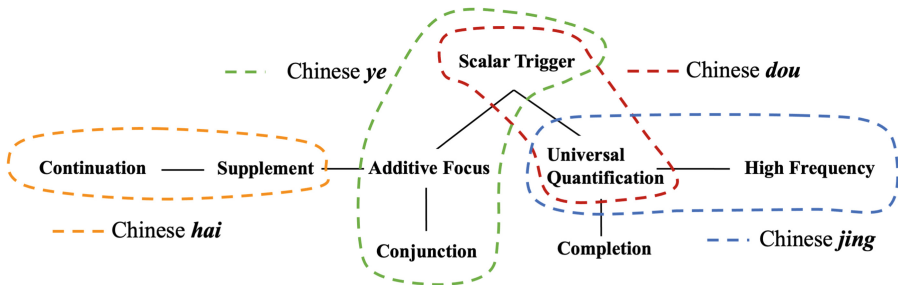 Scalar Trigger
Chinese ye
Chinese dou
Continuation
Supplement
Additive Focus
Universal
Quantification
High Frequency
Chinese hai
Conjunction
Completion
Chinese jing